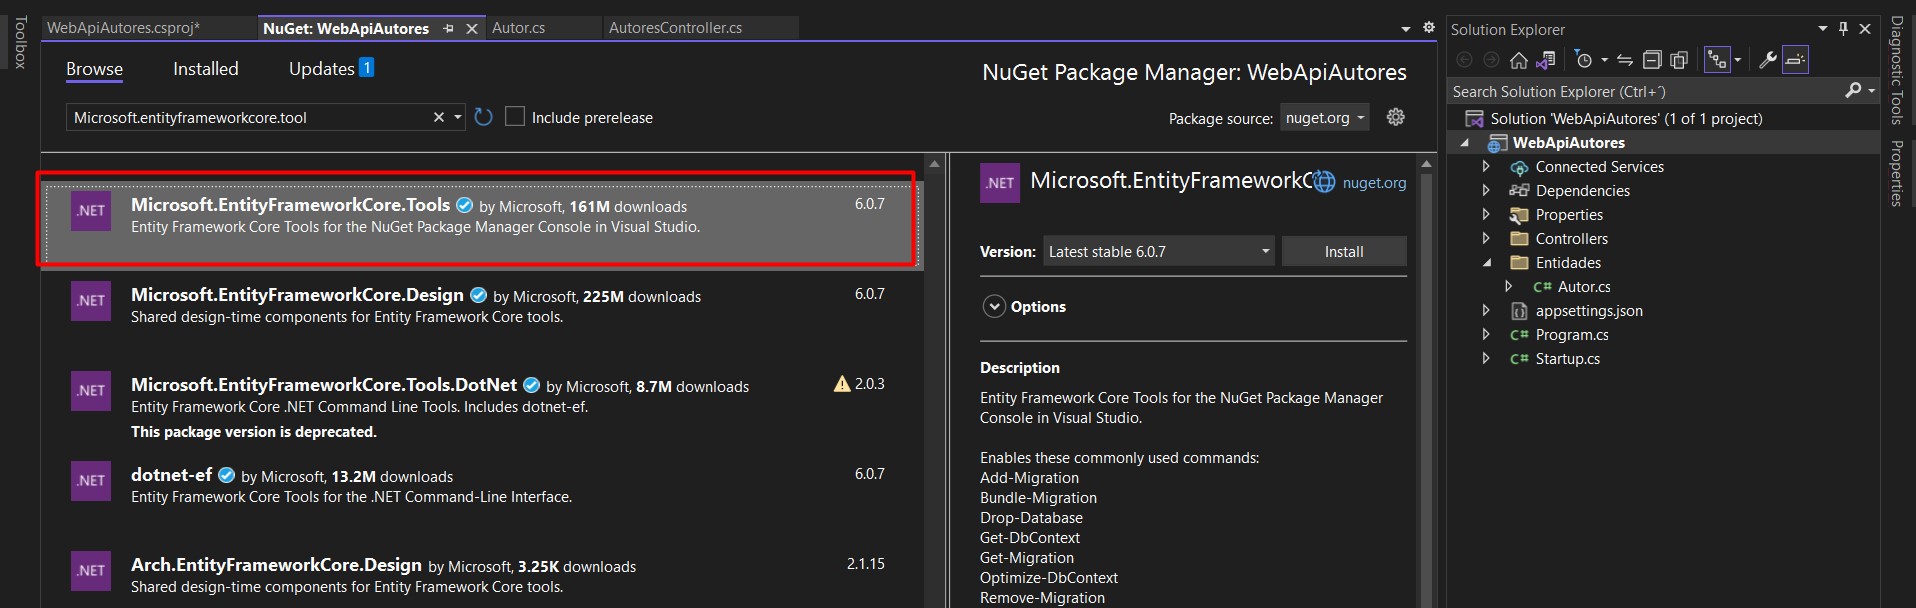 Toolbox
WebApiAutores.csproj*
NuGet: WebApiAutores
Autor.cs
AutoresController.cs
Browse
Installed
Updates 1
NuGet Package Manager: WebApiAutores
Microsoft.entityframeworkcore.tool
Include prerelease
Package source: nuget.org
.NET
Microsoft.EntityFrameworkCore.Tools by Microsoft, 161M downloads
6.0.7
Entity Framework Core Tools for the NuGet Package Manager Console in Visual Studio.
.NET
Microsoft.EntityFrameworkCore.Design by Microsoft, 225M downloads
6.0.7
Shared design-time components for Entity Framework Core tools.
.NET
Microsoft.EntityFrameworkCore.Tools.DotNet by Microsoft, 8.7M downloads
2.0.3
Entity Framework Core .NET Command Line Tools. Includes dotnet-ef.
This package version is deprecated.
.NET
dotnet-ef by Microsoft, 13.2M downloads
6.0.7
Entity Framework Core Tools for the .NET Command-Line Interface.
.NET
Arch.EntityFrameworkCore.Design by Microsoft, 3.25K downloads
2.1.15
Shared design-time components for Entity Framework Core tools.
.NET
Microsoft.EntityFrameworkC
nuget.org
Version: Latest stable 6.0.7
Install
Options
Description
Entity Framework Core Tools for the NuGet Package Manager
Console in Visual Studio.
Enables these commonly used commands:
Add-Migration
Bundle-Migration
Drop-Database
Get-DbContext
Get-Migration
Optimize-DbContext
Remove-Migration
Solution Explorer
Search Solution Explorer (Ctrl+´)
Solution 'WebApiAutores' (1 of 1 project)
WebApiAutores
Connected Services
Dependencies
Properties
Controllers
Entidades
C# Autor.cs
appsettings.json
C# Program.cs
C# Startup.cs
Diagnostic Tools
Properties